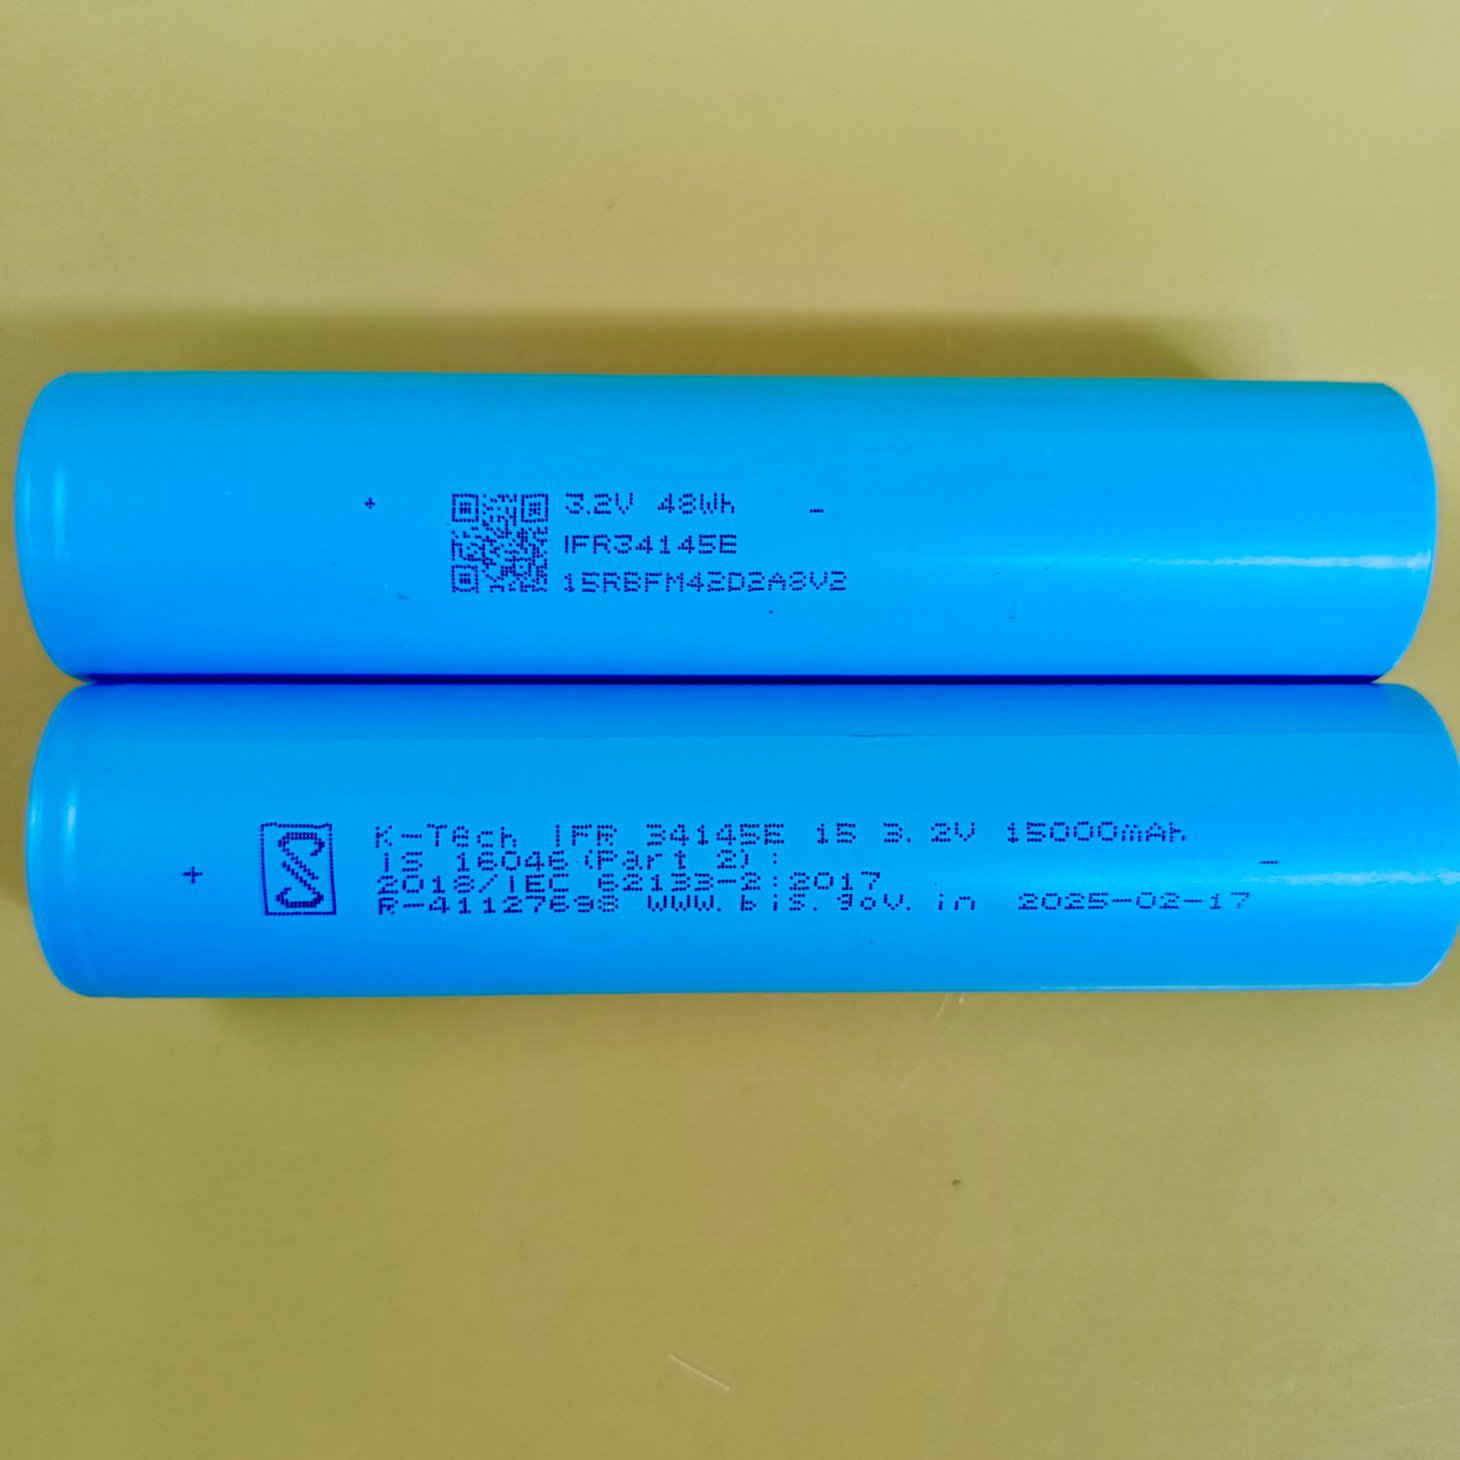 + 3.2V 48Wh -
IFR34145E
15RBFM42D2A8V2
K-Tech IFR 34145E 15 3.2V 15000mAh
+ IS 16046(Part 2): -
2018/IEC 62133-2:2017
R-41127698 www.bis.gov.in 2025-02-17